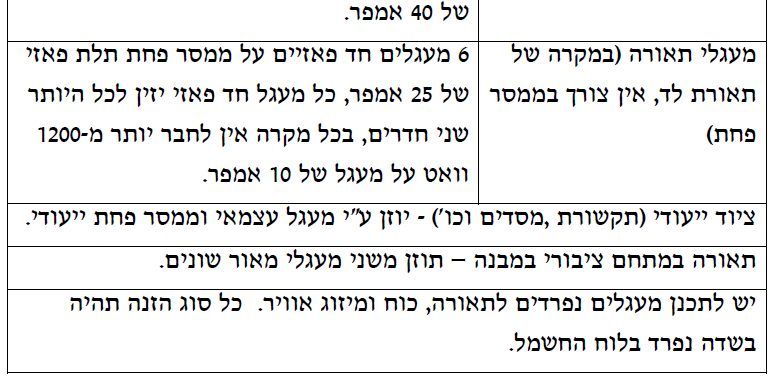 של 40 אמפר.
מעגלי תאורה (במקרה של
תאורת לד, אין צורך בממסר
פחת)
6 מעגלים חד פאזיים על ממסר פחת תלת פאזי
של 25 אמפר, כל מעגל חד פאזי יזין לכל היותר
שני חדרים, בכל מקרה אין לחבר יותר מ-1200
וואט על מעגל של 10 אמפר.
ציוד ייעודי (תקשורת ,מסדים וכו') - יוזן ע"י מעגל עצמאי וממסר פחת ייעודי.
תאורה במתחם ציבורי במבנה – תוזן משני מעגלי מאור שונים.
יש לתכנן מעגלים נפרדים לתאורה, כוח ומיזוג אוויר. כל סוג הזנה תהיה
בשדה נפרד בלוח החשמל.